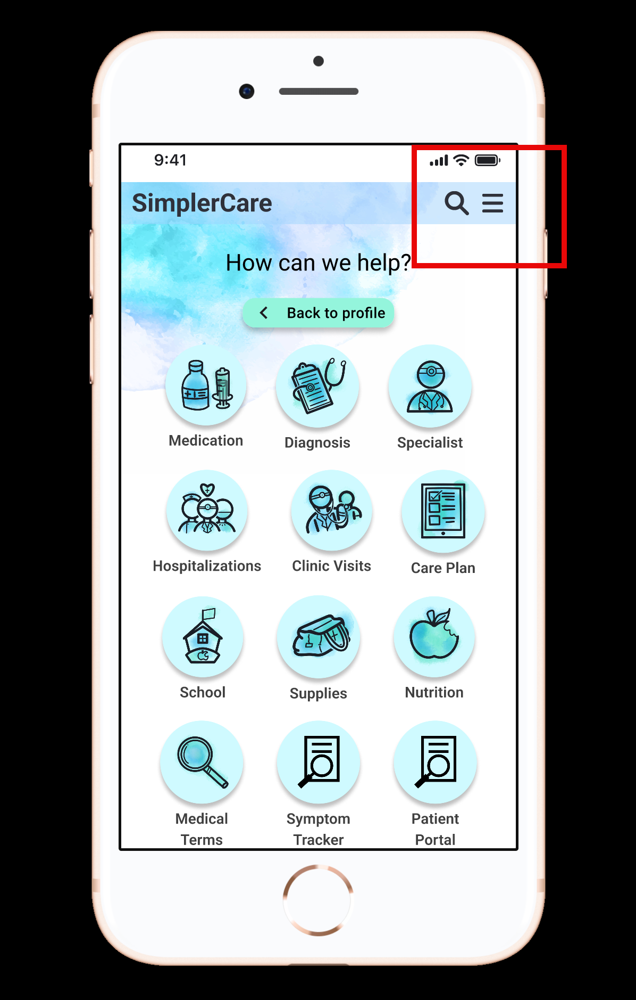 9:41
SimplerCare
How can we help?
Back to profile
Medication
Diagnosis
Specialist
Hospitalizations
Clinic Visits
Care Plan
School
Supplies
Nutrition
Medical
Terms
Symptom
Tracker
Patient
Portal